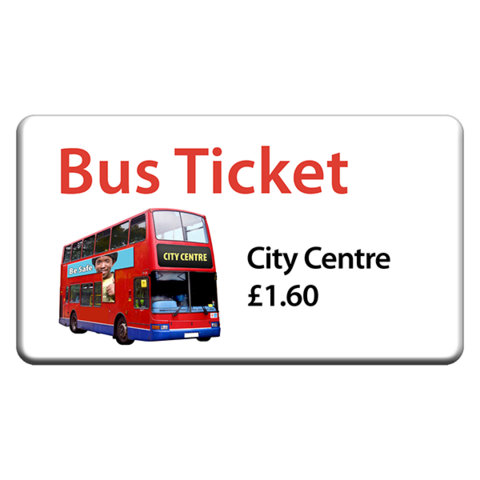 Bus Ticket
City Centre
£1.60
CITY CENTRE
Be Safe